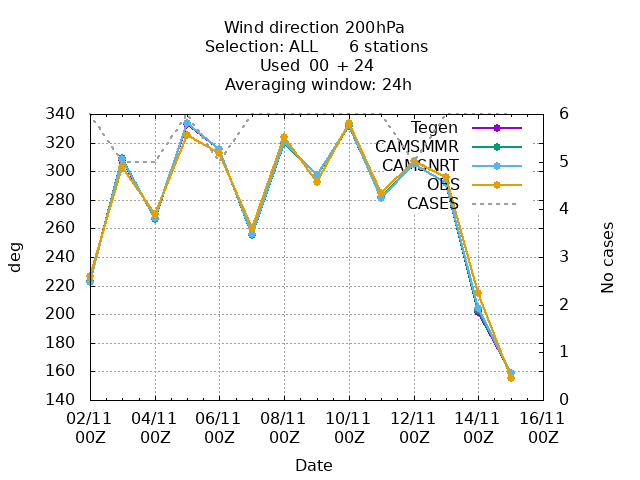 Wind direction 200hPa
Selection: ALL 6 stations
Used 00 + 24
Averaging window: 24h
340
320
300
280
260
240
220
200
180
160
140
deg
6
5
4
3
2
1
0
No cases
Tegen
CAMSMMR
CAMSNRT
OBS
CASES
02/11 04/11 06/11 08/11 10/11 12/11 14/11 16/11
00Z 00Z 00Z 00Z 00Z 00Z 00Z 00Z
Date